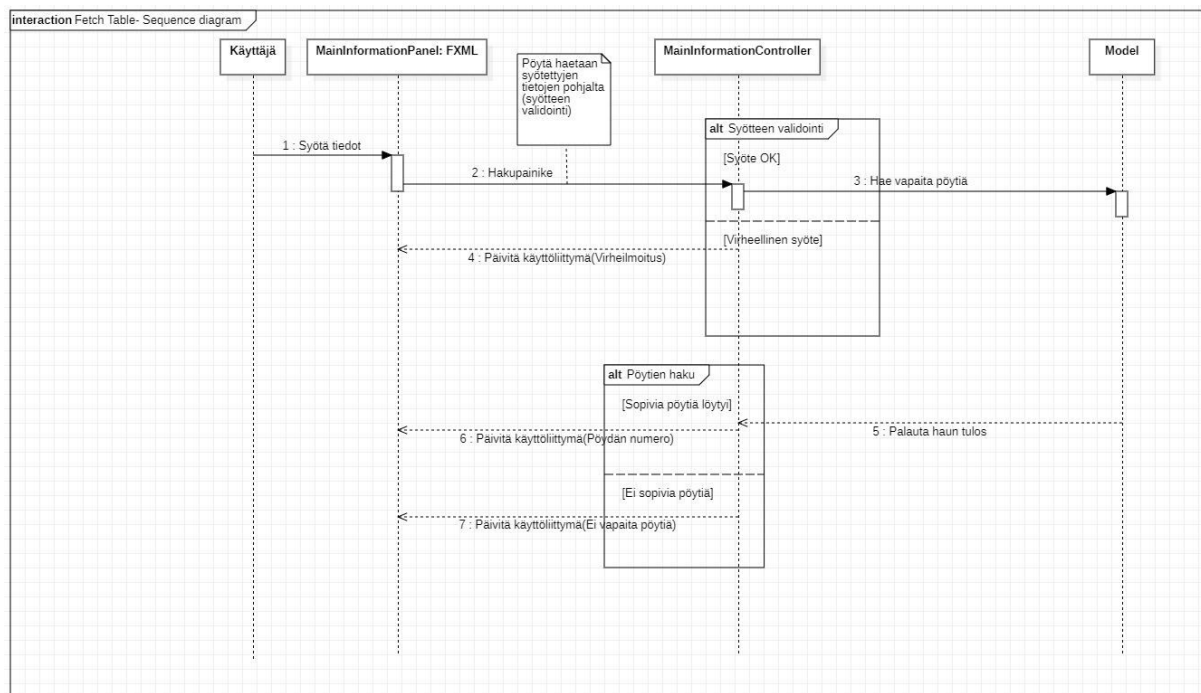 interaction Fetch Table- Sequence diagram
Käyttäjä
MainInformationPanel: FXML
MainInformationController
Model
Pöytä haetaan
syötettyjen
tietojen pohjalta
(syötteen
validointi)
alt Syötteen validointi
1 : Syötä tiedot
[Syöte OK]
2 : Hakupainike
3 : Hae vapaita pöytiä
[Virheellinen syöte]
4 : Päivitä käyttöliittymä(Virheilmoitus)
alt Pöytien haku
[Sopivia pöytiä löytyi]
5 : Palauta haun tulos
6 : Päivitä käyttöliittymä(Pöydän numero)
[Ei sopivia pöytiä]
7 : Päivitä käyttöliittymä(Ei vapaita pöytiä)